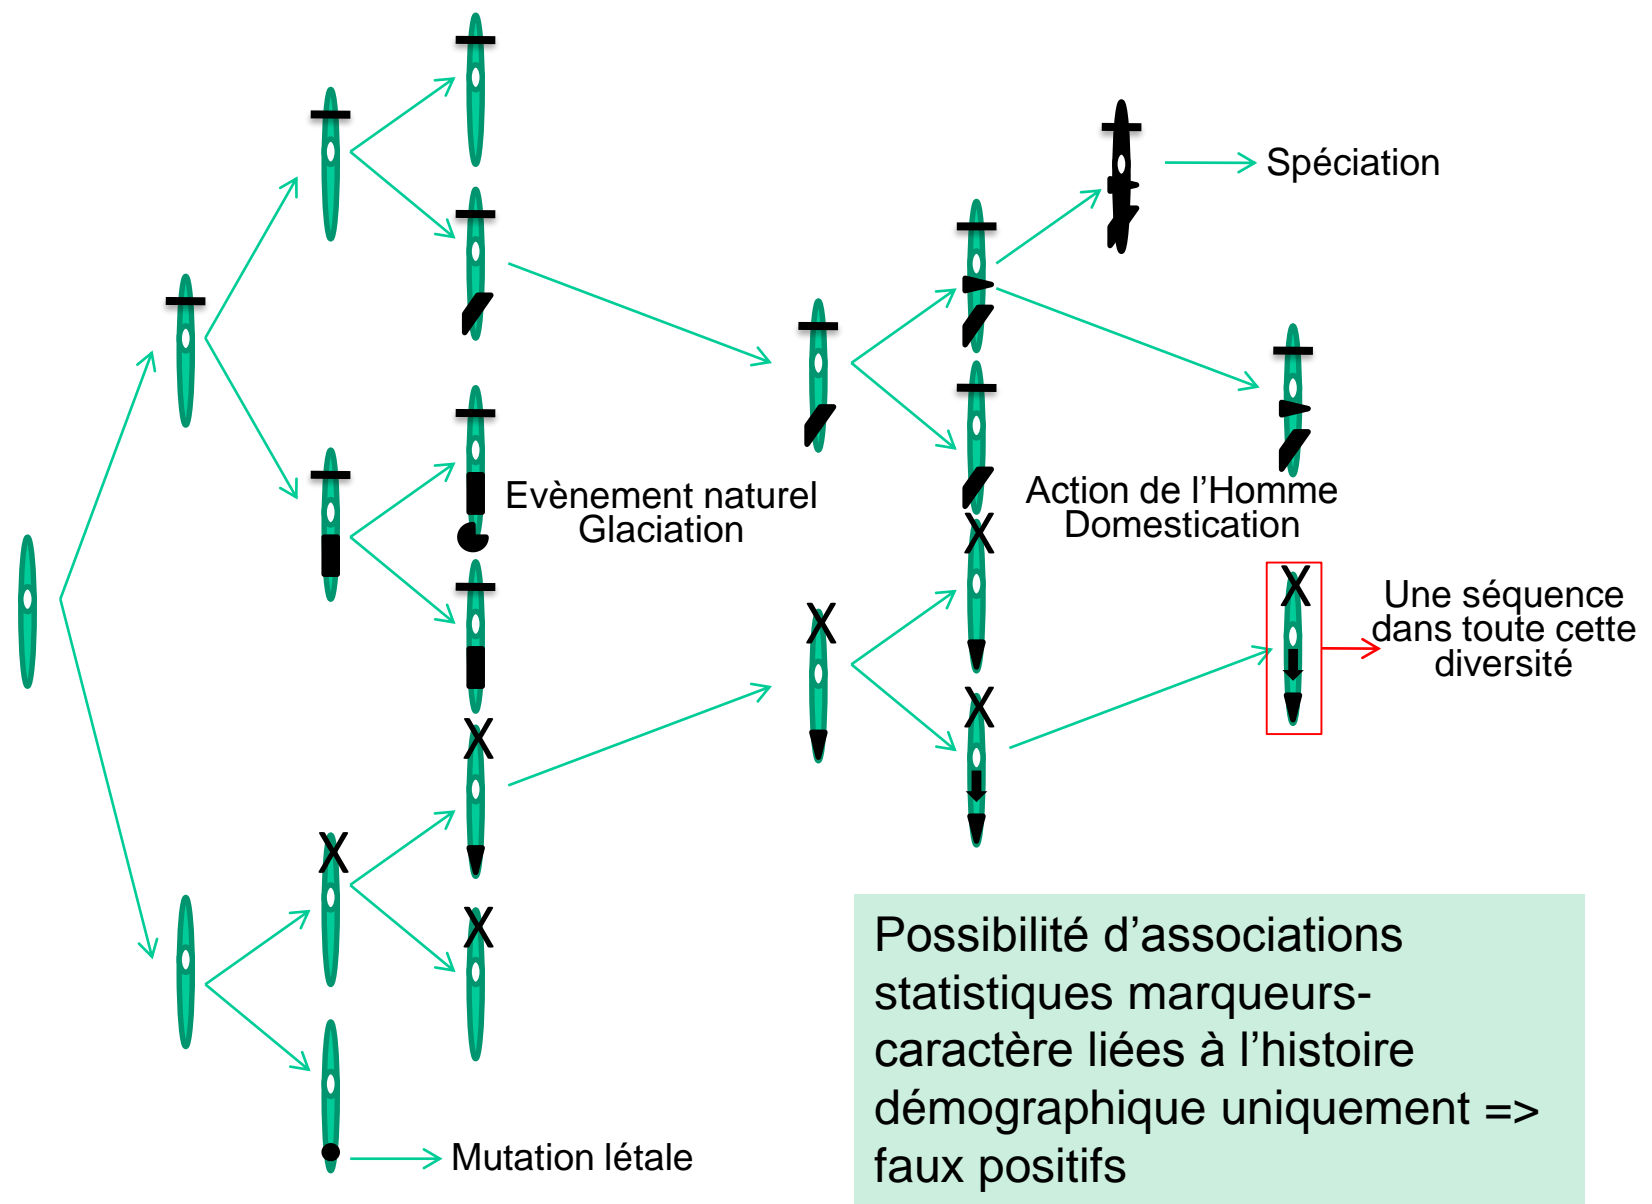 Spéciation
Evènement naturel
Glaciation
Action de l’Homme
Domestication
Une séquence
dans toute cette
diversité
Mutation létale
Possibilité d’associations
statistiques marqueurs-
caractère liées à l’histoire
démographique uniquement =>
faux positifs